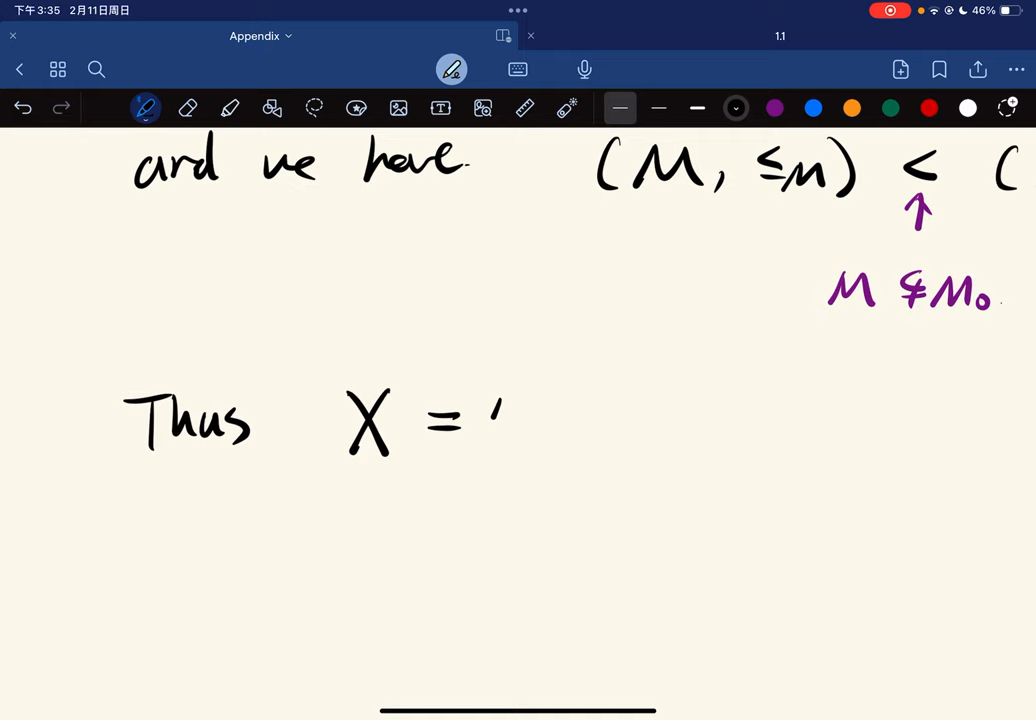 下午3:35 2月11日周日
46%
Appendix
1.1
and we have (M, ≤M) < (
↑
M ⊊ M₀
Thus X =